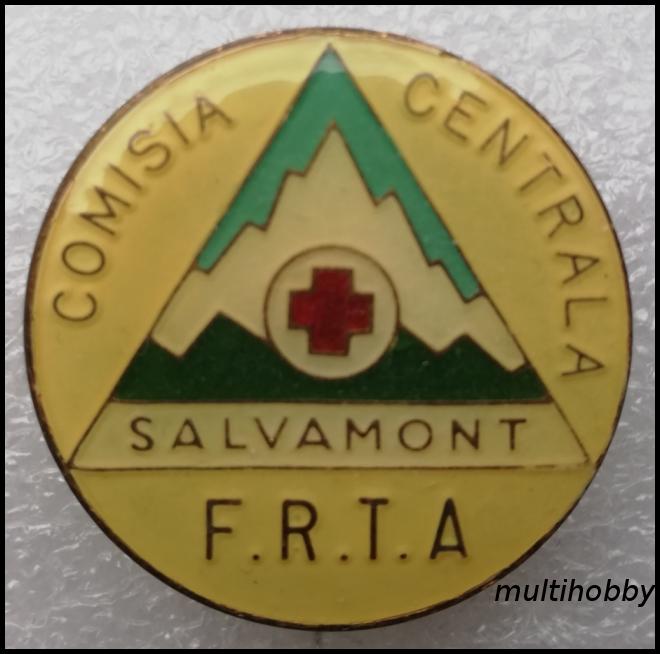 COMISIA CENTRALA
SALVAMONT
F.R.T.A
multihobby